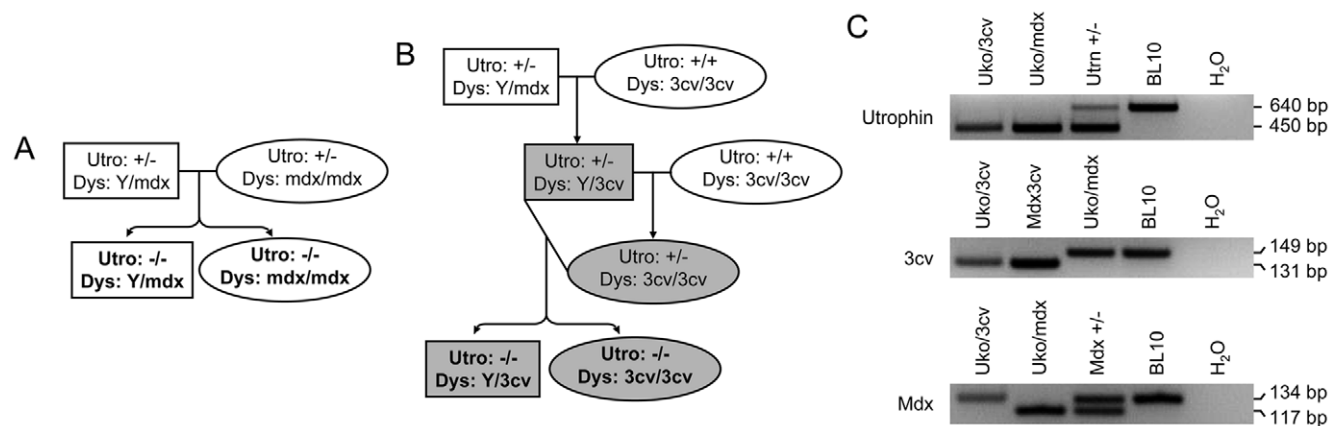 A
Utro: +/-
Dys: Y/mdx
Utro: +/-
Dys: mdx/mdx
Utro: -/-
Dys: Y/mdx
Utro: -/-
Dys: mdx/mdx
B
Utro: +/-
Dys: Y/mdx
Utro: +/+
Dys: 3cv/3cv
Utro: +/-
Dys: Y/3cv
Utro: +/+
Dys: 3cv/3cv
Utro: +/-
Dys: 3cv/3cv
Utro: -/-
Dys: Y/3cv
Utro: -/-
Dys: 3cv/3cv
C
Uko/3cv
Uko/mdx
Utrn +/-
BL10
H₂O
Utrophin
640 bp
450 bp
Uko/3cv
Mdx3cv
Uko/mdx
BL10
H₂O
3cv
149 bp
131 bp
Uko/3cv
Uko/mdx
Mdx +/-
BL10
H₂O
Mdx
134 bp
117 bp